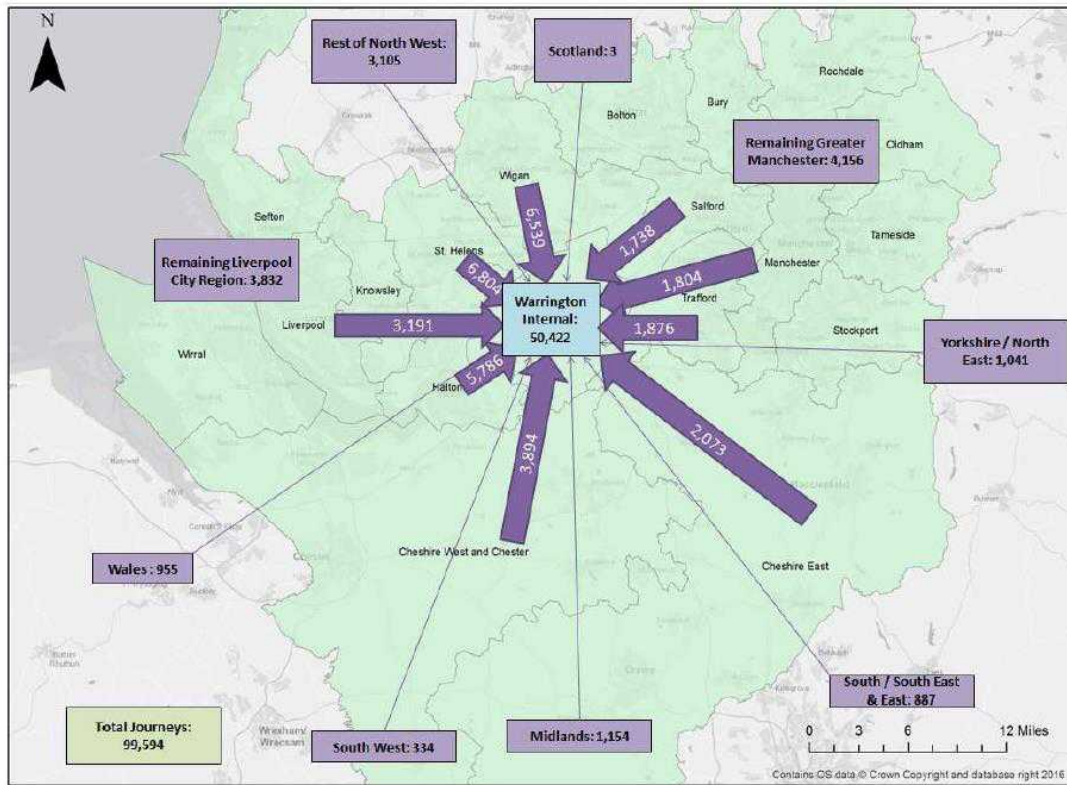 N
Rest of North West:
3,105
Scotland: 3
Rochdale
Bury
Bolton
Oldham
Remaining Greater
Manchester: 4,156
Wigan
6,539
Salford
1,738
Sefton
Tameside
St. Helens
6,804
Manchester
1,804
Remaining Liverpool
City Region: 3,832
Knowsley
Warrington
Internal:
50,422
Trafford
Liverpool
3,191
1,876
Stockport
Wirral
Yorkshire / North
East: 1,041
Halton
5,786
3,894
2,073
Cheshire West and Chester
Wales: 955
Cheshire East
South / South East
& East: 887
Total Journeys:
99,594
South West: 334
Midlands: 1,154
0 3 6 12 Miles
Contains OS data © Crown Copyright and database right 2016